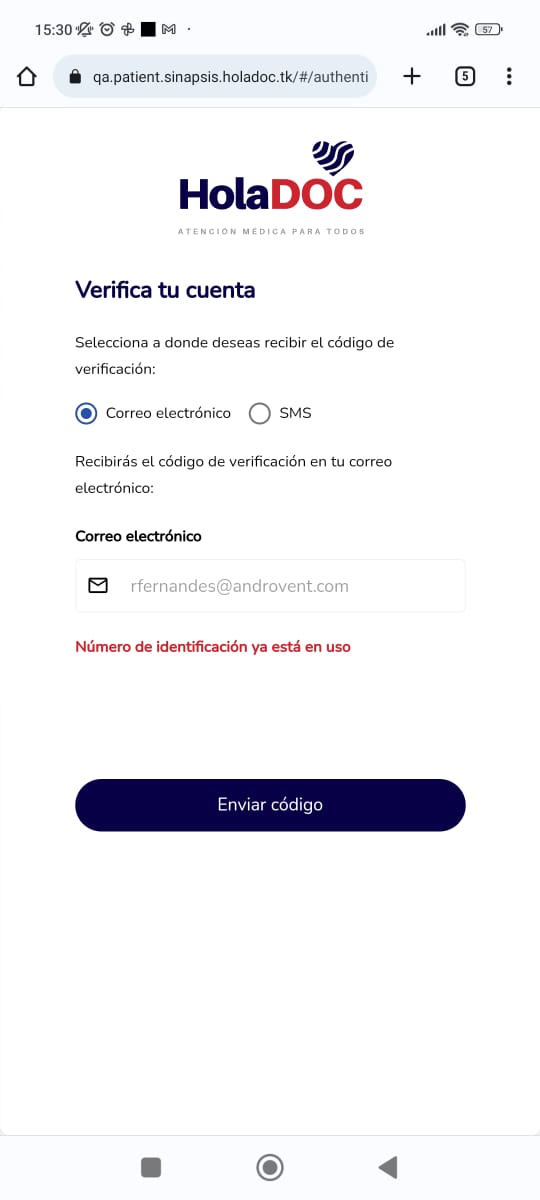 15:30
57
qa.patient.sinapsis.holadoc.tk/#/authenti
5
HolaDOC
ATENCIÓN MÉDICA PARA TODOS
Verifica tu cuenta
Selecciona a donde deseas recibir el código de
verificación:
Correo electrónico SMS
Recibirás el código de verificación en tu correo
electrónico:
Correo electrónico
rfernandes@androvent.com
Número de identificación ya está en uso
Enviar código